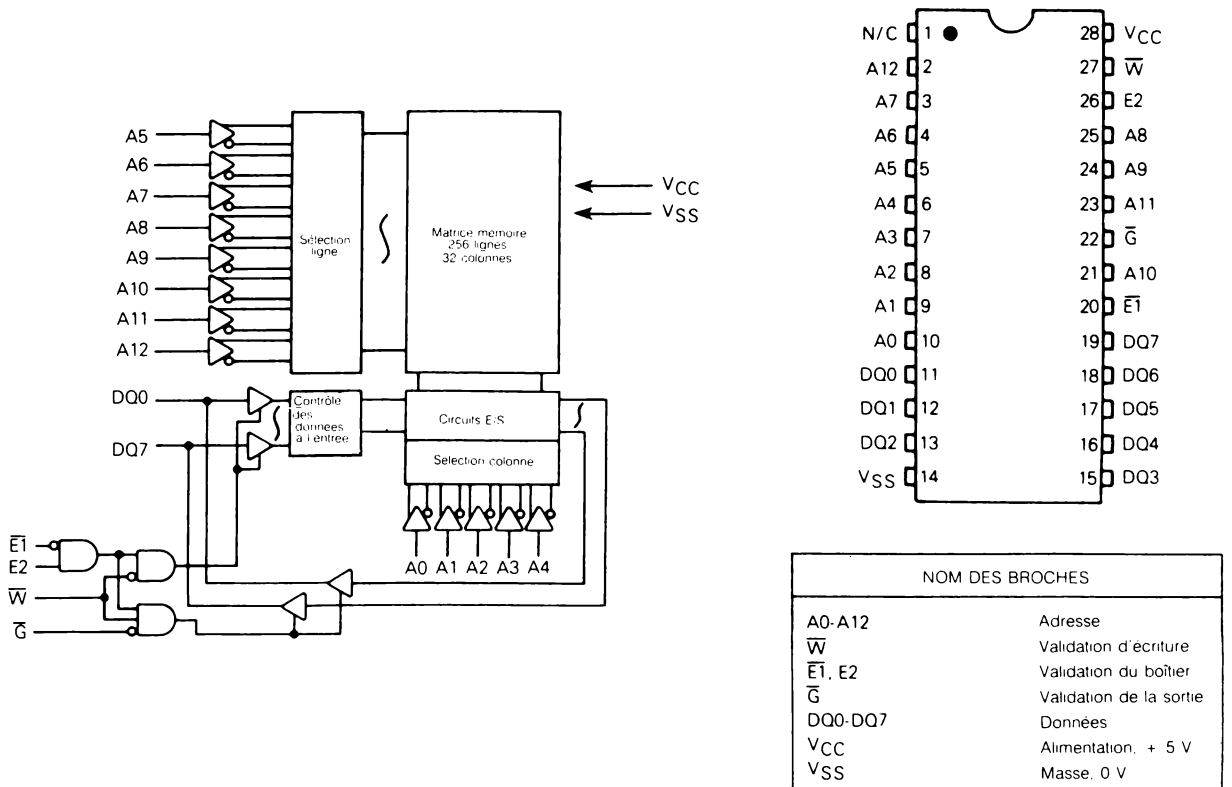 A5
A6
A7
A8
A9
A10
A11
A12
Sélection
ligne
Matrice mémoire
256 lignes
32 colonnes
VCC
VSS
DQ0
DQ7
Contrôle
des
données
à l'entrée
Circuits E/S
Sélection colonne
A0 A1 A2 A3 A4
E1
E2
W
G
N/C 1 28 VCC
A12 2 27 W
A7 3 26 E2
A6 4 25 A8
A5 5 24 A9
A4 6 23 A11
A3 7 22 G
A2 8 21 A10
A1 9 20 E1
A0 10 19 DQ7
DQ0 11 18 DQ6
DQ1 12 17 DQ5
DQ2 13 16 DQ4
VSS 14 15 DQ3
NOM DES BROCHES
A0-A12 Adresse
W Validation d'écriture
E1, E2 Validation du boîtier
G Validation de la sortie
DQ0-DQ7 Données
VCC Alimentation, + 5 V
VSS Masse, 0 V